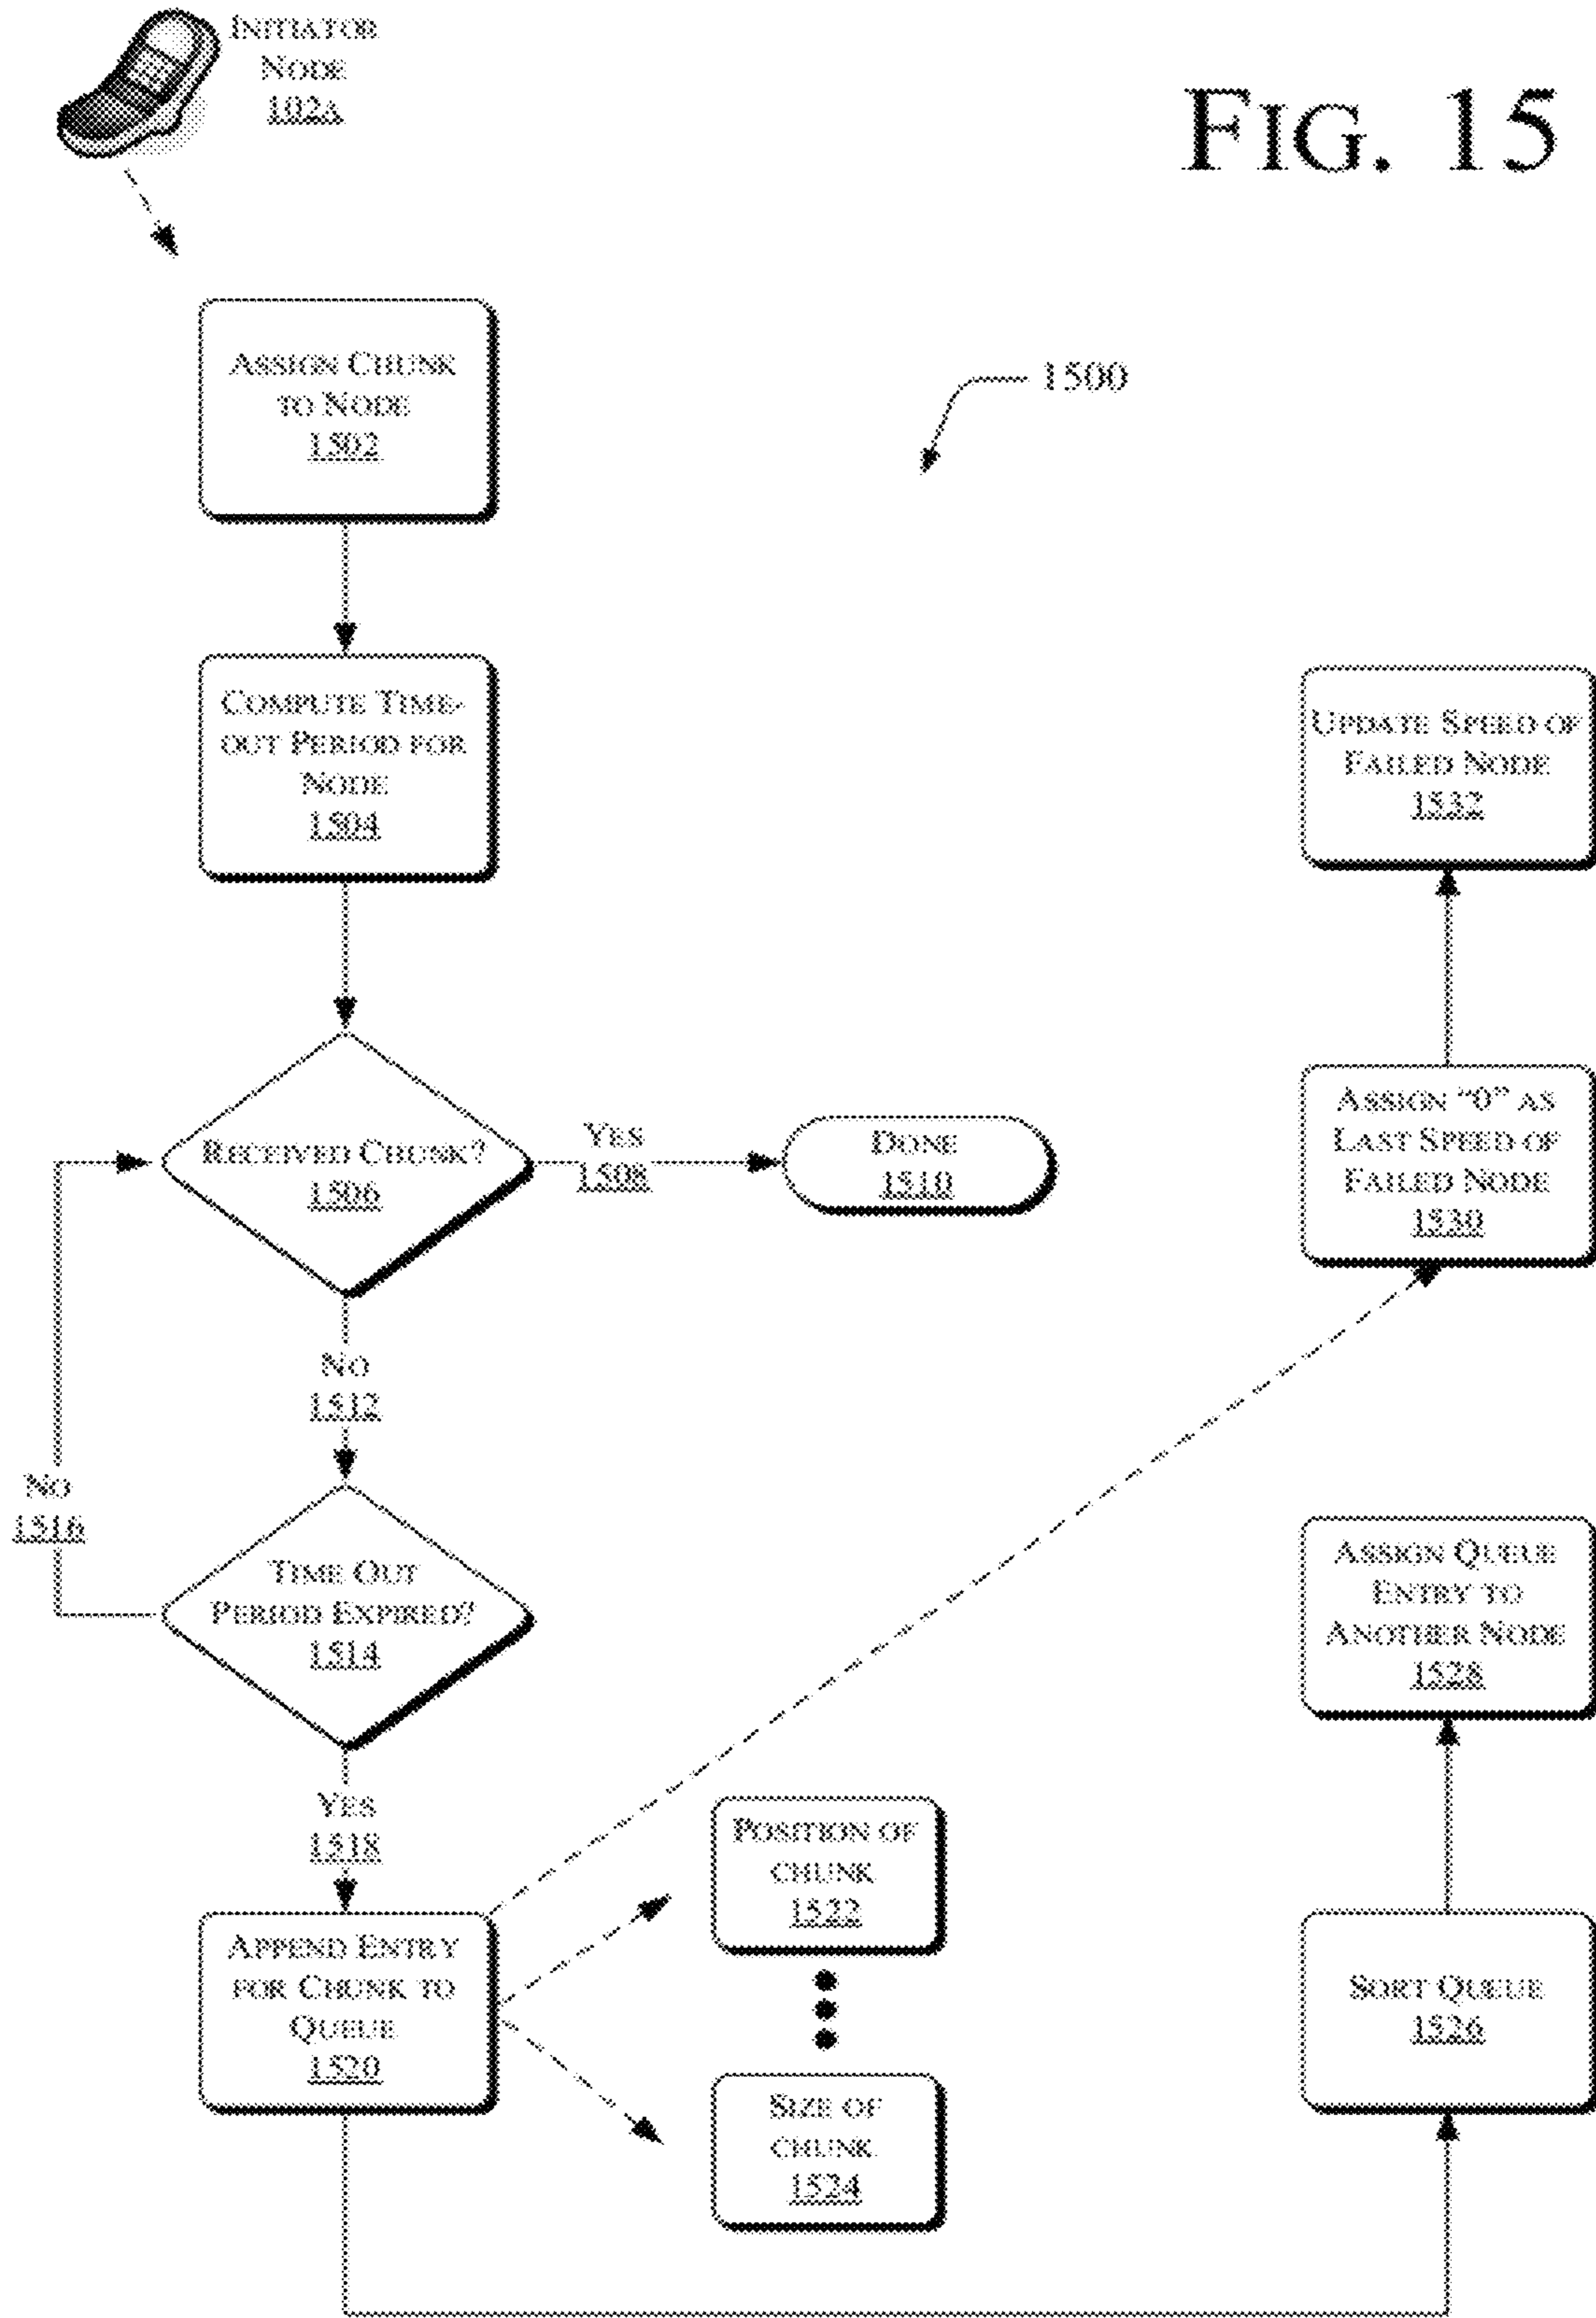 INITIATOR
NODE
102A
FIG. 15
ASSIGN CHUNK
TO NODE
1502
1500
COMPUTE TIME-
OUT PERIOD FOR
NODE
1504
UPDATE SPEED OF
FAILED NODE
1532
RECEIVED CHUNK?
1506
YES
1508
DONE
1510
ASSIGN “0” AS
LAST SPEED OF
FAILED NODE
1530
NO
1512
NO
1516
TIME OUT
PERIOD EXPIRED?
1514
ASSIGN QUEUE
ENTRY TO
ANOTHER NODE
1528
YES
1518
POSITION OF
CHUNK
1522
APPEND ENTRY
FOR CHUNK TO
QUEUE
1520
SORT QUEUE
1526
SIZE OF
CHUNK
1524